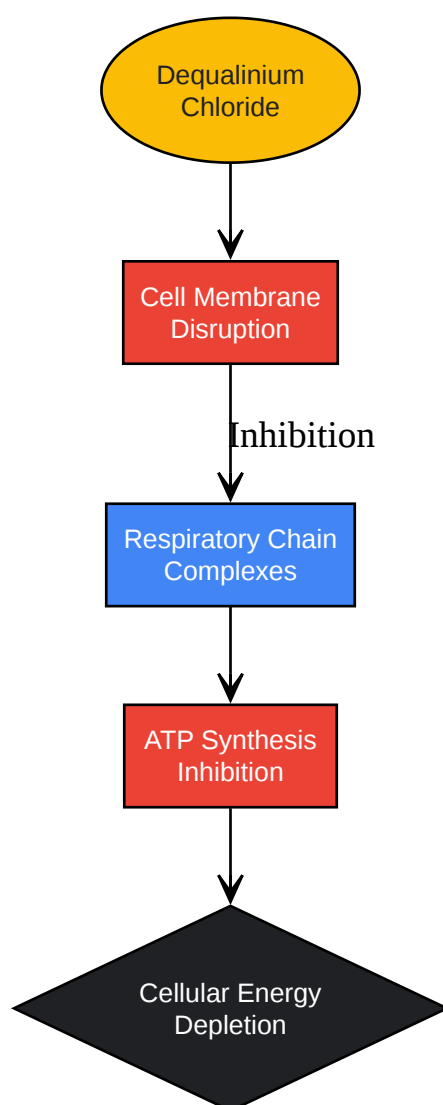 Dequalinium
Chloride
Cell Membrane
Disruption
Inhibition
Respiratory Chain
Complexes
ATP Synthesis
Inhibition
Cellular Energy
Depletion